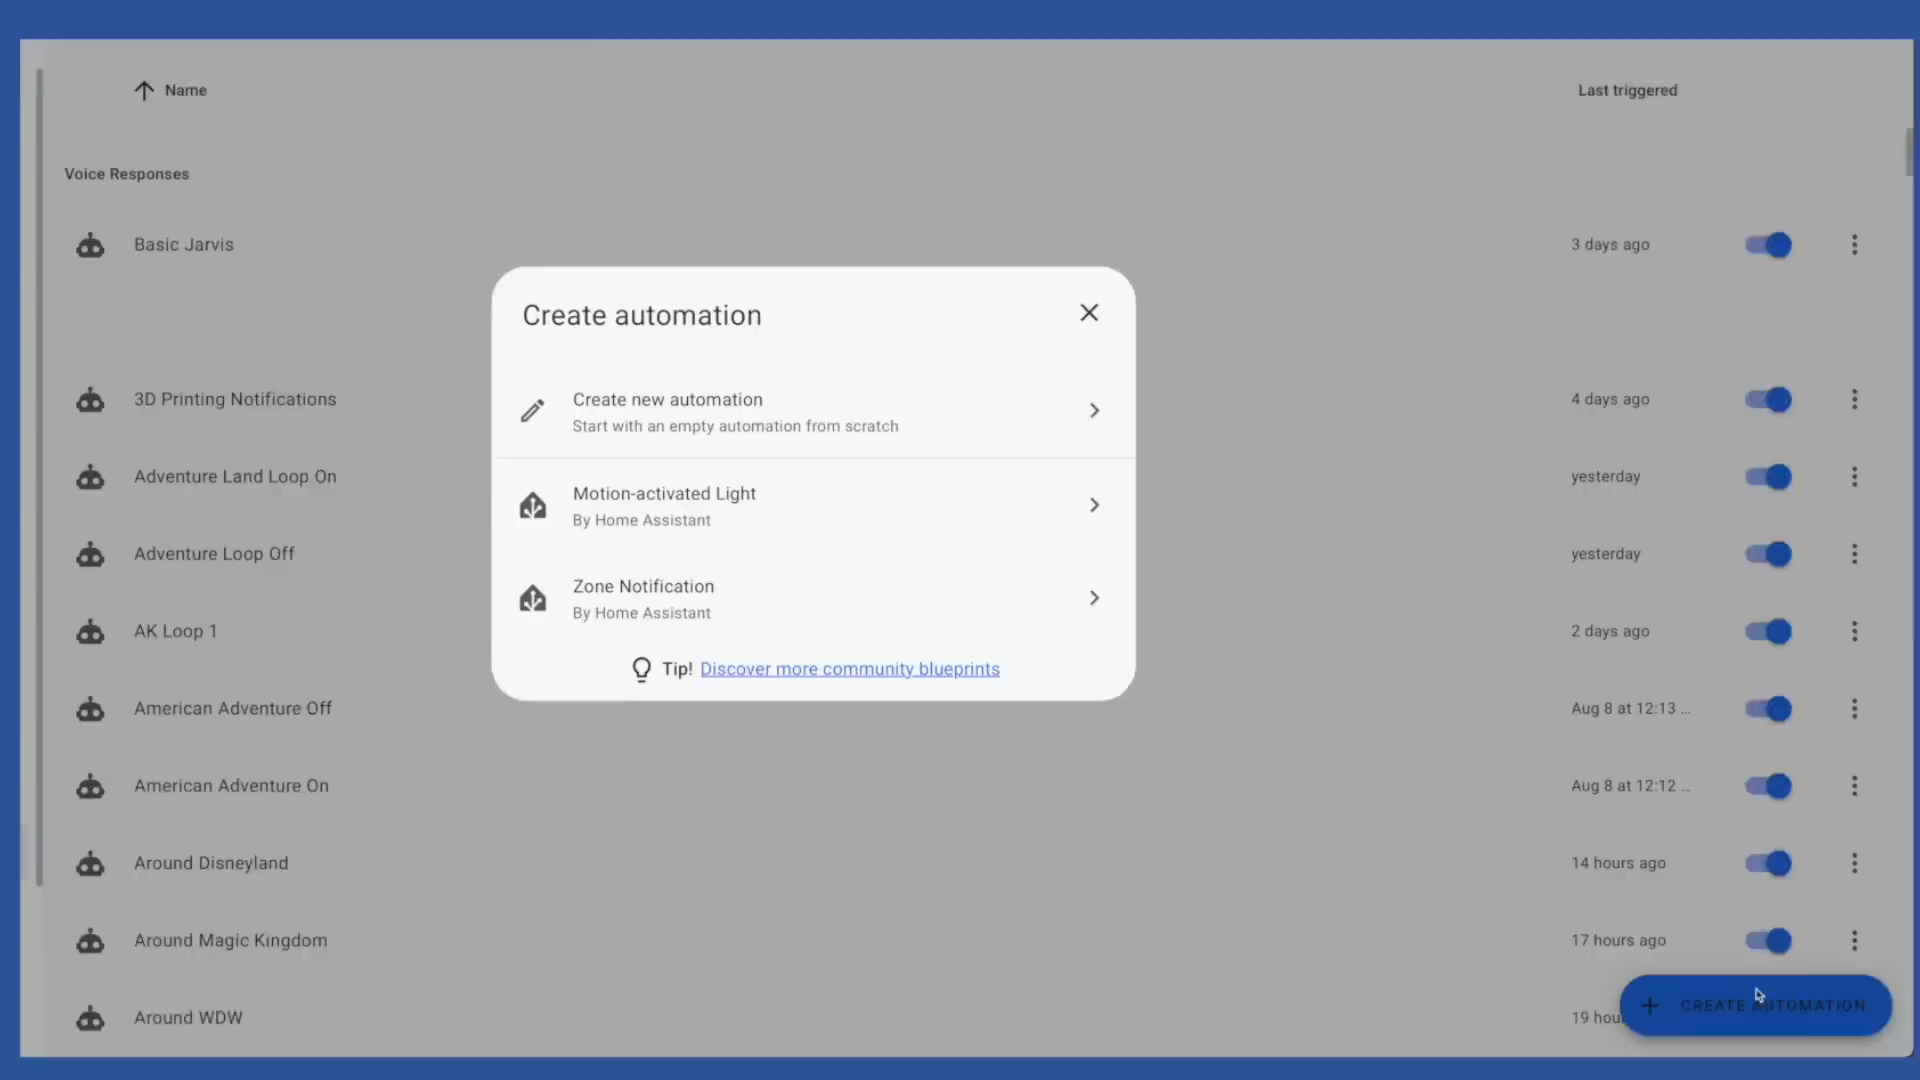 Name
Last triggered
Voice Responses
Basic Jarvis
3 days ago
Create automation
Create new automation
Start with an empty automation from scratch
Motion-activated Light
By Home Assistant
Zone Notification
By Home Assistant
Tip! Discover more community blueprints
3D Printing Notifications
4 days ago
Adventure Land Loop On
yesterday
Adventure Loop Off
yesterday
AK Loop 1
2 days ago
American Adventure Off
Aug 8 at 12:13 ...
American Adventure On
Aug 8 at 12:12 ...
Around Disneyland
14 hours ago
Around Magic Kingdom
17 hours ago
Around WDW
19 hou
CREATE AUTOMATION